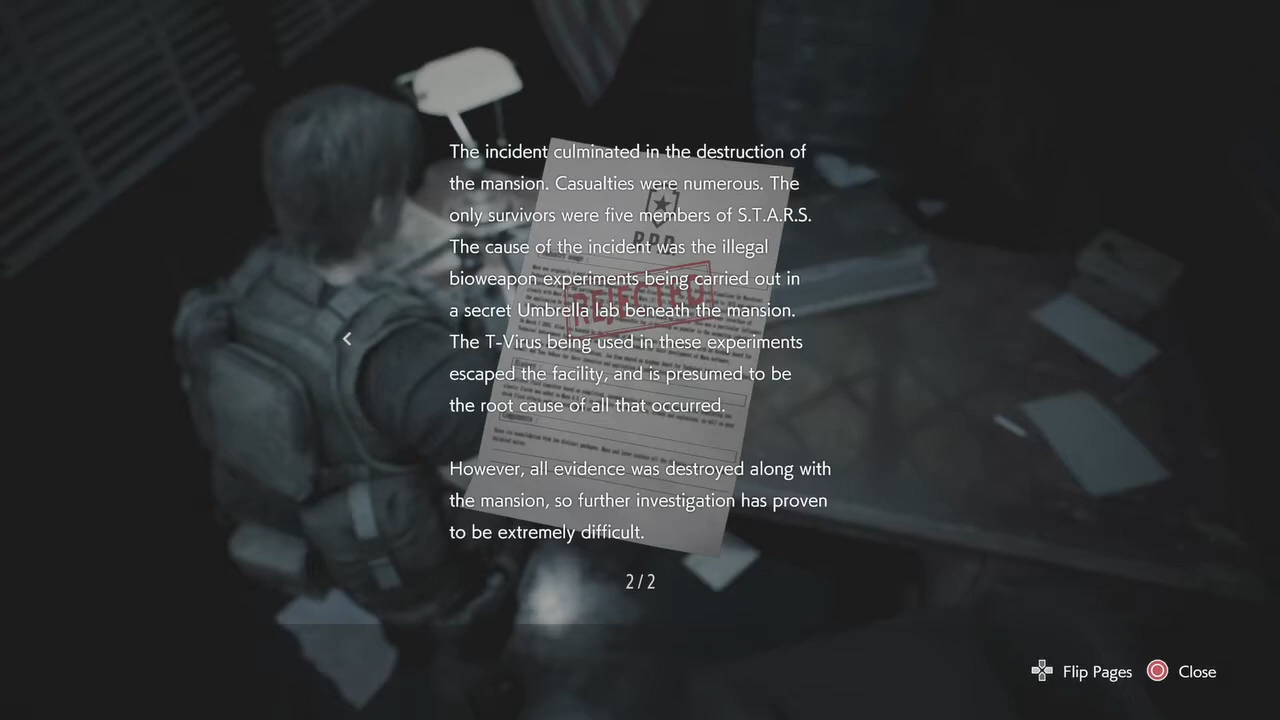 The incident culminated in the destruction of
the mansion. Casualties were numerous. The
only survivors were five members of S.T.A.R.S.
The cause of the incident was the illegal
bioweapon experiments being carried out in
a secret Umbrella lab beneath the mansion.
The T-Virus being used in these experiments
escaped the facility, and is presumed to be
the root cause of all that occurred.
However, all evidence was destroyed along with
the mansion, so further investigation has proven
to be extremely difficult.
2/2
R.P.D.
REJECTED
Flip Pages
Close